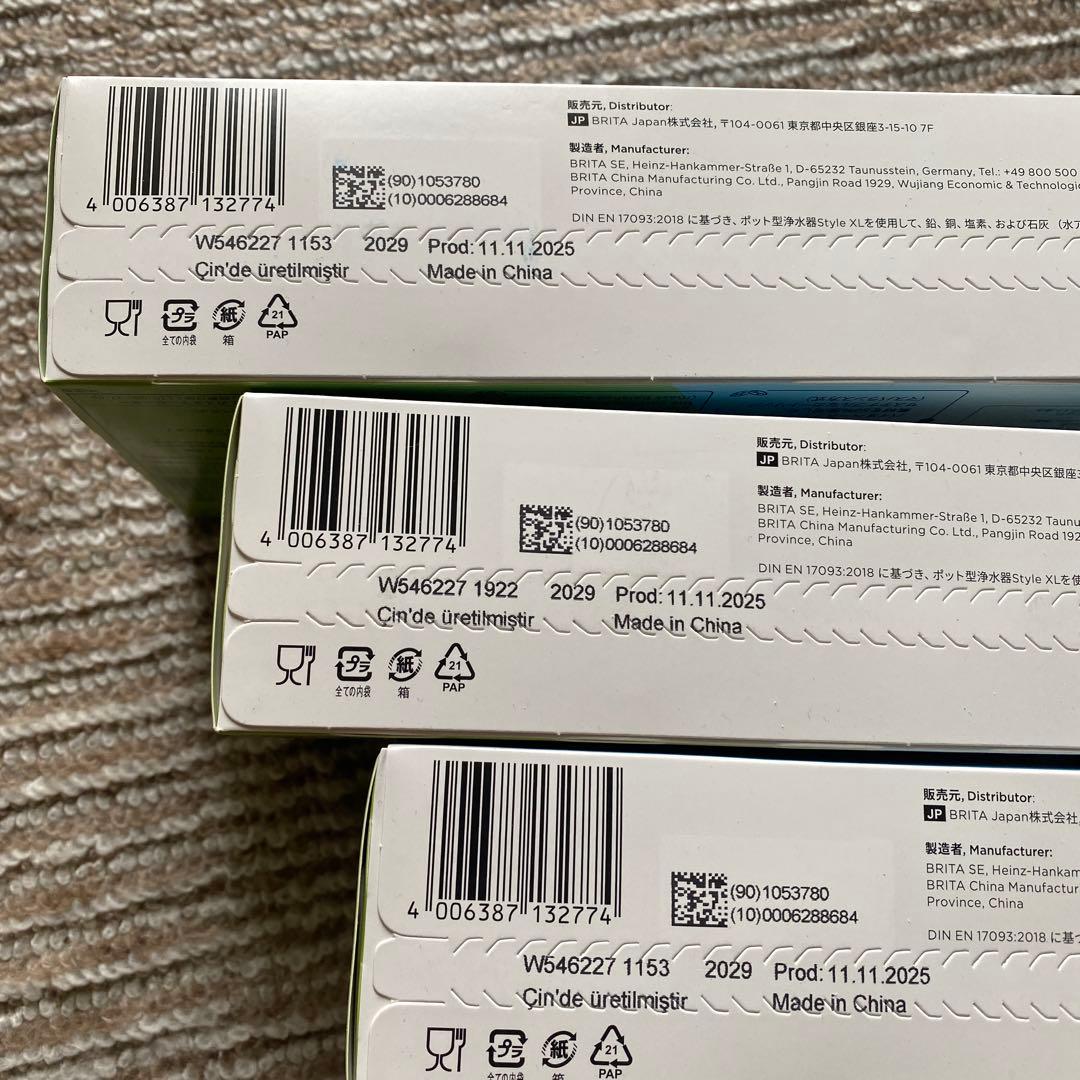 4 006387 132774
(90)1053780
(10)0006288684
販売元, Distributor:
JP BRITA Japan株式会社, 〒104-0061 東京都中央区銀座3-15-10 7F
製造者, Manufacturer:
BRITA SE, Heinz-Hankammer-Straße 1, D-65232 Taunusstein, Germany, Tel.: +49 800 500
BRITA China Manufacturing Co. Ltd., Pangjin Road 1929, Wujiang Economic & Technologi
Province, China
DIN EN 17093:2018 に基づき、ポット型浄水器Style XLを使用して、鉛、銅、塩素、および石灰（水
W546227 1153 2029 Prod: 11.11.2025
Çin'de üretilmiştir Made in China
プラ 紙 21
全ての内袋 箱 PAP
4 006387 132774
(90)1053780
(10)0006288684
販売元, Distributor:
JP BRITA Japan株式会社, 〒104-0061 東京都中央区銀座
製造者, Manufacturer:
BRITA SE, Heinz-Hankammer-Straße 1, D-65232 Taunu
BRITA China Manufacturing Co. Ltd., Pangjin Road 192
Province, China
DIN EN 17093:2018 に基づき、ポット型浄水器Style XLを使
W546227 1922 2029 Prod: 11.11.2025
Çin'de üretilmiştir Made in China
プラ 紙 21
全ての内袋 箱 PAP
4 006387 132774
(90)1053780
(10)0006288684
販売元, Distributor:
JP BRITA Japan株式会社,
製造者, Manufacturer:
BRITA SE, Heinz-Hankam
BRITA China Manufactur
Province, China
DIN EN 17093:2018 に基づ
W546227 1153 2029 Prod: 11.11.2025
Çin'de üretilmiştir Made in China
プラ 紙 21
全ての内袋 箱 PAP